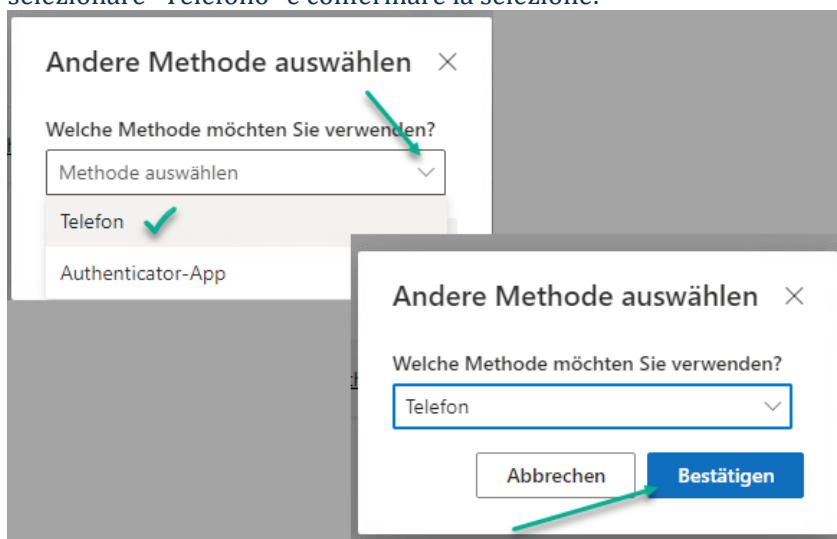 selezionare "Telefono" e confermare la selezione.
Andere Methode auswählen
Welche Methode möchten Sie verwenden?
Methode auswählen
Telefon
Authenticator-App
Andere Methode auswählen
Welche Methode möchten Sie verwenden?
Telefon
Abbrechen
Bestätigen